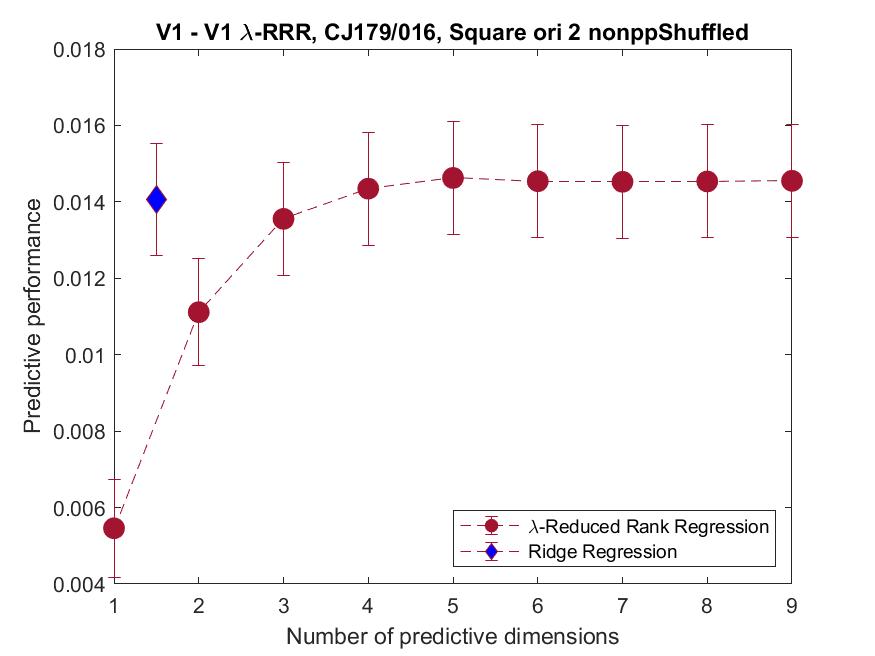 V1 - V1 λ-RRR, CJ179/016, Square ori 2 nonppShuffled
0.018
0.016
0.014
0.012
0.01
0.008
0.006
0.004
Predictive performance
λ-Reduced Rank Regression
Ridge Regression
1 2 3 4 5 6 7 8 9
Number of predictive dimensions